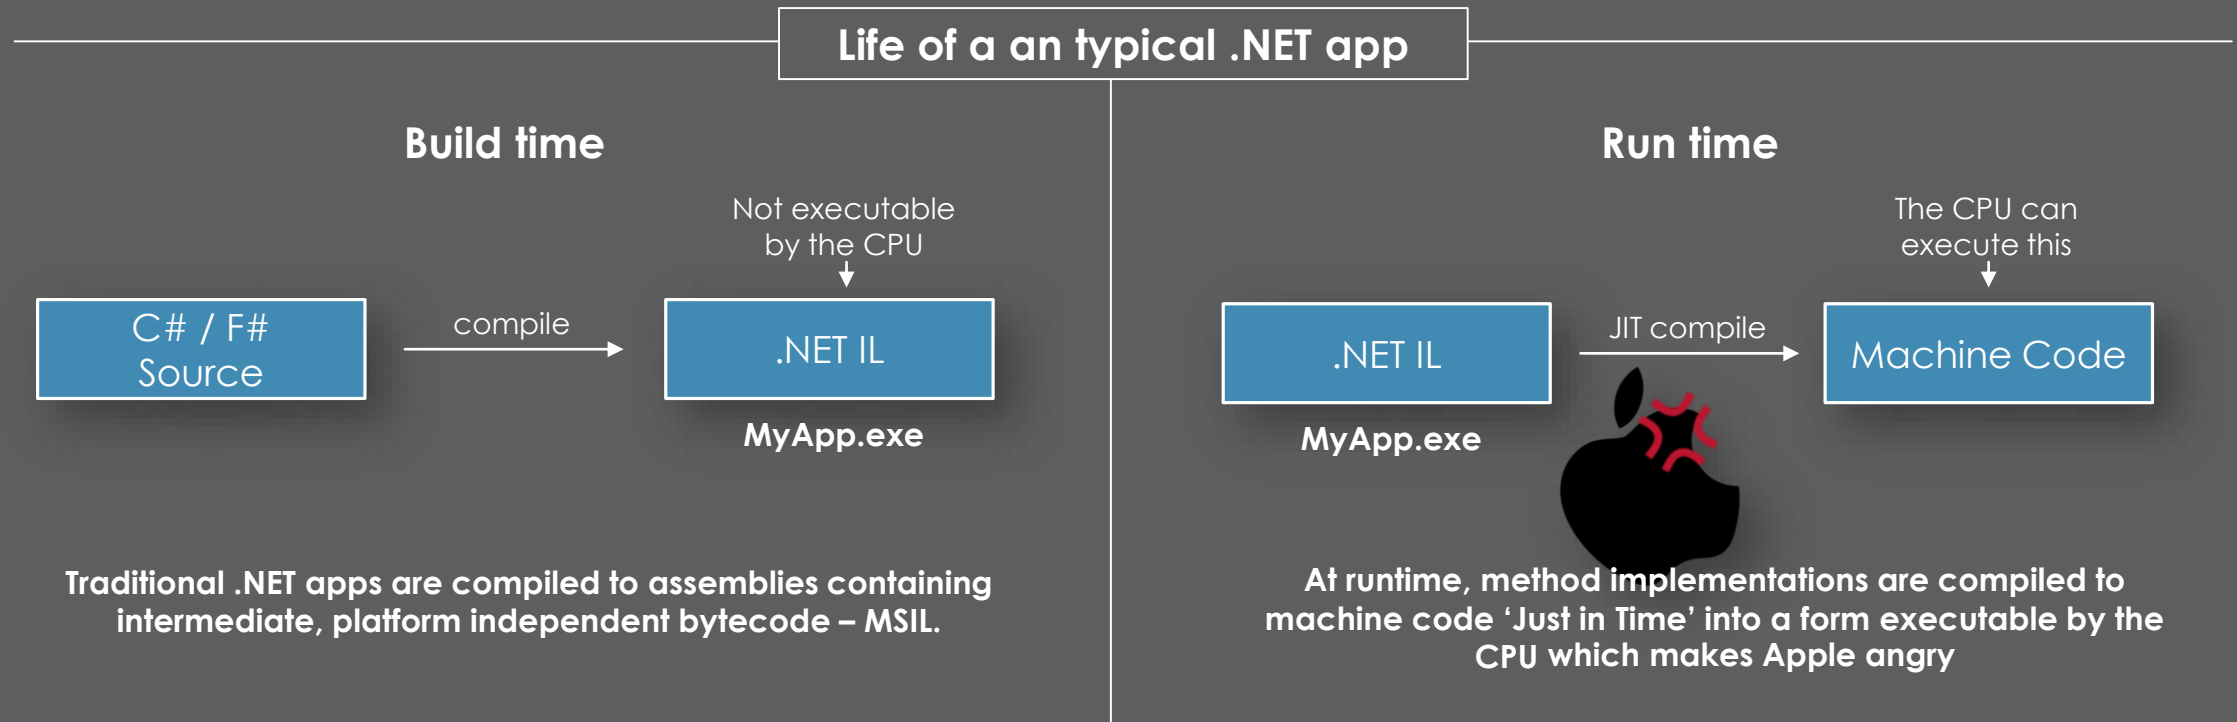 Life of a an typical .NET app
Build time
Not executable
by the CPU
C# / F#
Source
compile
.NET IL
MyApp.exe
Traditional .NET apps are compiled to assemblies containing
intermediate, platform independent bytecode – MSIL.
Run time
The CPU can
execute this
.NET IL
JIT compile
Machine Code
MyApp.exe
At runtime, method implementations are compiled to
machine code ‘Just in Time’ into a form executable by the
CPU which makes Apple angry